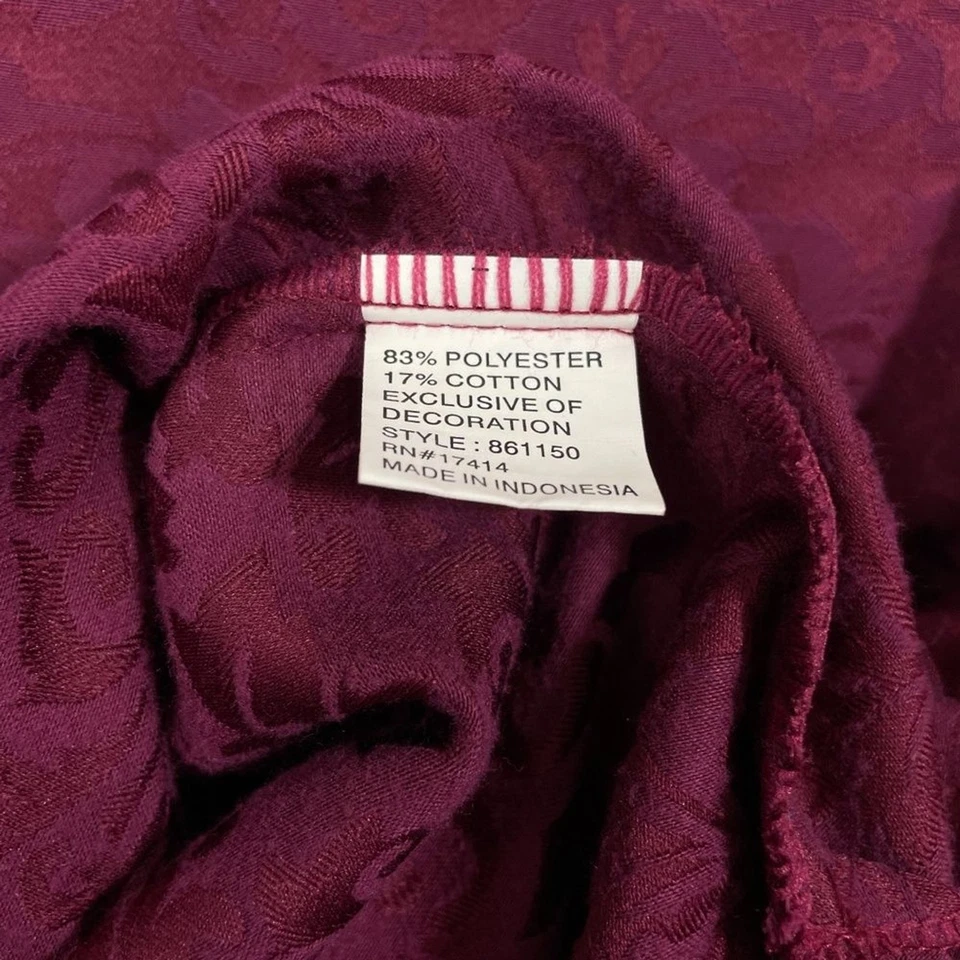 83% POLYESTER
17% COTTON
EXCLUSIVE OF
DECORATION
STYLE : 861150
RN#17414
MADE IN INDONESIA